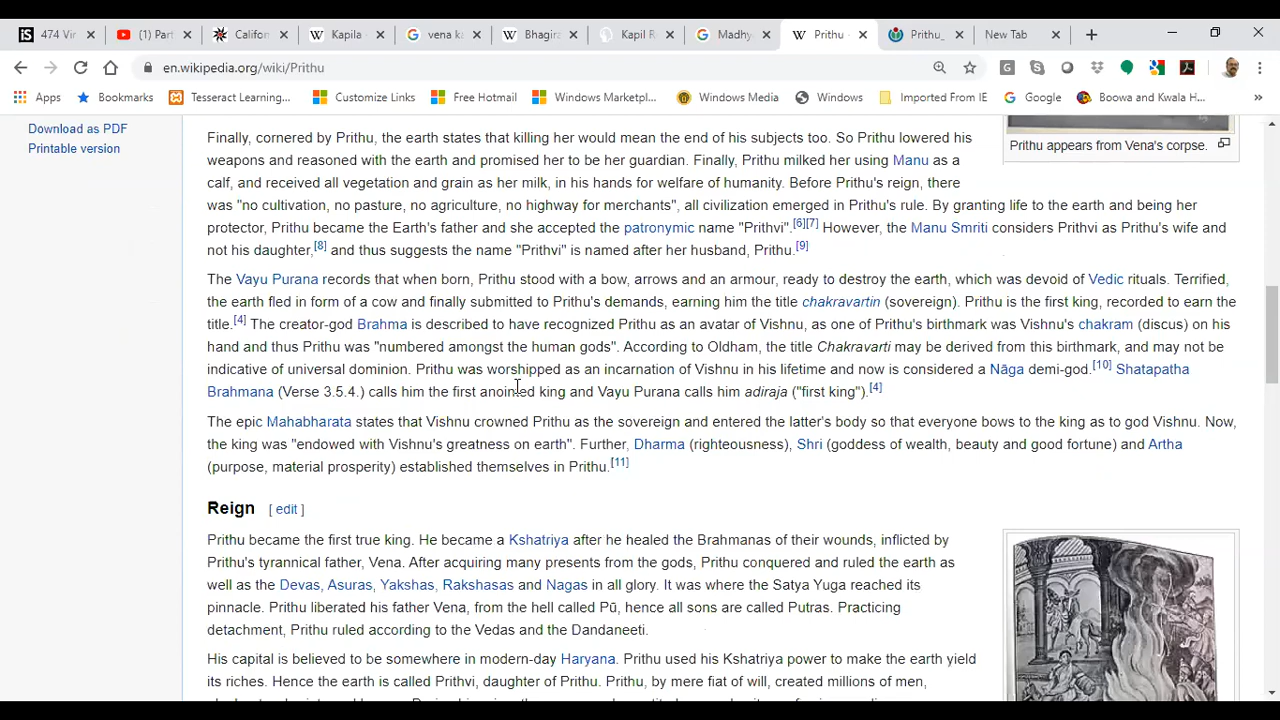 474 Vir
(1) Part
Califor
Kapila -
vena ka
Bhagira
Kapil R
Madhy
Prithu -
Prithu_
New Tab
en.wikipedia.org/wiki/Prithu
Apps
Bookmarks
Tesseract Learning...
Customize Links
Free Hotmail
Windows Marketpl...
Windows Media
Windows
Imported From IE
Google
Boowa and Kwala H...
»
Download as PDF
Printable version
Prithu appears from Vena's corpse.
Finally, cornered by Prithu, the earth states that killing her would mean the end of his subjects too. So Prithu lowered his
weapons and reasoned with the earth and promised her to be her guardian. Finally, Prithu milked her using Manu as a
calf, and received all vegetation and grain as her milk, in his hands for welfare of humanity. Before Prithu's reign, there
was "no cultivation, no pasture, no agriculture, no highway for merchants", all civilization emerged in Prithu's rule. By granting life to the earth and being her
protector, Prithu became the Earth's father and she accepted the patronymic name "Prithvi".[6][7] However, the Manu Smriti considers Prithvi as Prithu's wife and
not his daughter,[8] and thus suggests the name "Prithvi" is named after her husband, Prithu.[9]
The Vayu Purana records that when born, Prithu stood with a bow, arrows and an armour, ready to destroy the earth, which was devoid of Vedic rituals. Terrified,
the earth fled in form of a cow and finally submitted to Prithu's demands, earning him the title chakravartin (sovereign). Prithu is the first king, recorded to earn the
title.[4] The creator-god Brahma is described to have recognized Prithu as an avatar of Vishnu, as one of Prithu's birthmark was Vishnu's chakram (discus) on his
hand and thus Prithu was "numbered amongst the human gods". According to Oldham, the title Chakravarti may be derived from this birthmark, and may not be
indicative of universal dominion. Prithu was worshipped as an incarnation of Vishnu in his lifetime and now is considered a Nāga demi-god.[10] Shatapatha
Brahmana (Verse 3.5.4.) calls him the first anointed king and Vayu Purana calls him adiraja ("first king").[4]
The epic Mahabharata states that Vishnu crowned Prithu as the sovereign and entered the latter's body so that everyone bows to the king as to god Vishnu. Now,
the king was "endowed with Vishnu's greatness on earth". Further, Dharma (righteousness), Shri (goddess of wealth, beauty and good fortune) and Artha
(purpose, material prosperity) established themselves in Prithu.[11]
Reign [ edit ]
Prithu became the first true king. He became a Kshatriya after he healed the Brahmanas of their wounds, inflicted by
Prithu's tyrannical father, Vena. After acquiring many presents from the gods, Prithu conquered and ruled the earth as
well as the Devas, Asuras, Yakshas, Rakshasas and Nagas in all glory. It was where the Satya Yuga reached its
pinnacle. Prithu liberated his father Vena, from the hell called Pū, hence all sons are called Putras. Practicing
detachment, Prithu ruled according to the Vedas and the Dandaneeti.
His capital is believed to be somewhere in modern-day Haryana. Prithu used his Kshatriya power to make the earth yield
its riches. Hence the earth is called Prithvi, daughter of Prithu. Prithu, by mere fiat of will, created millions of men,